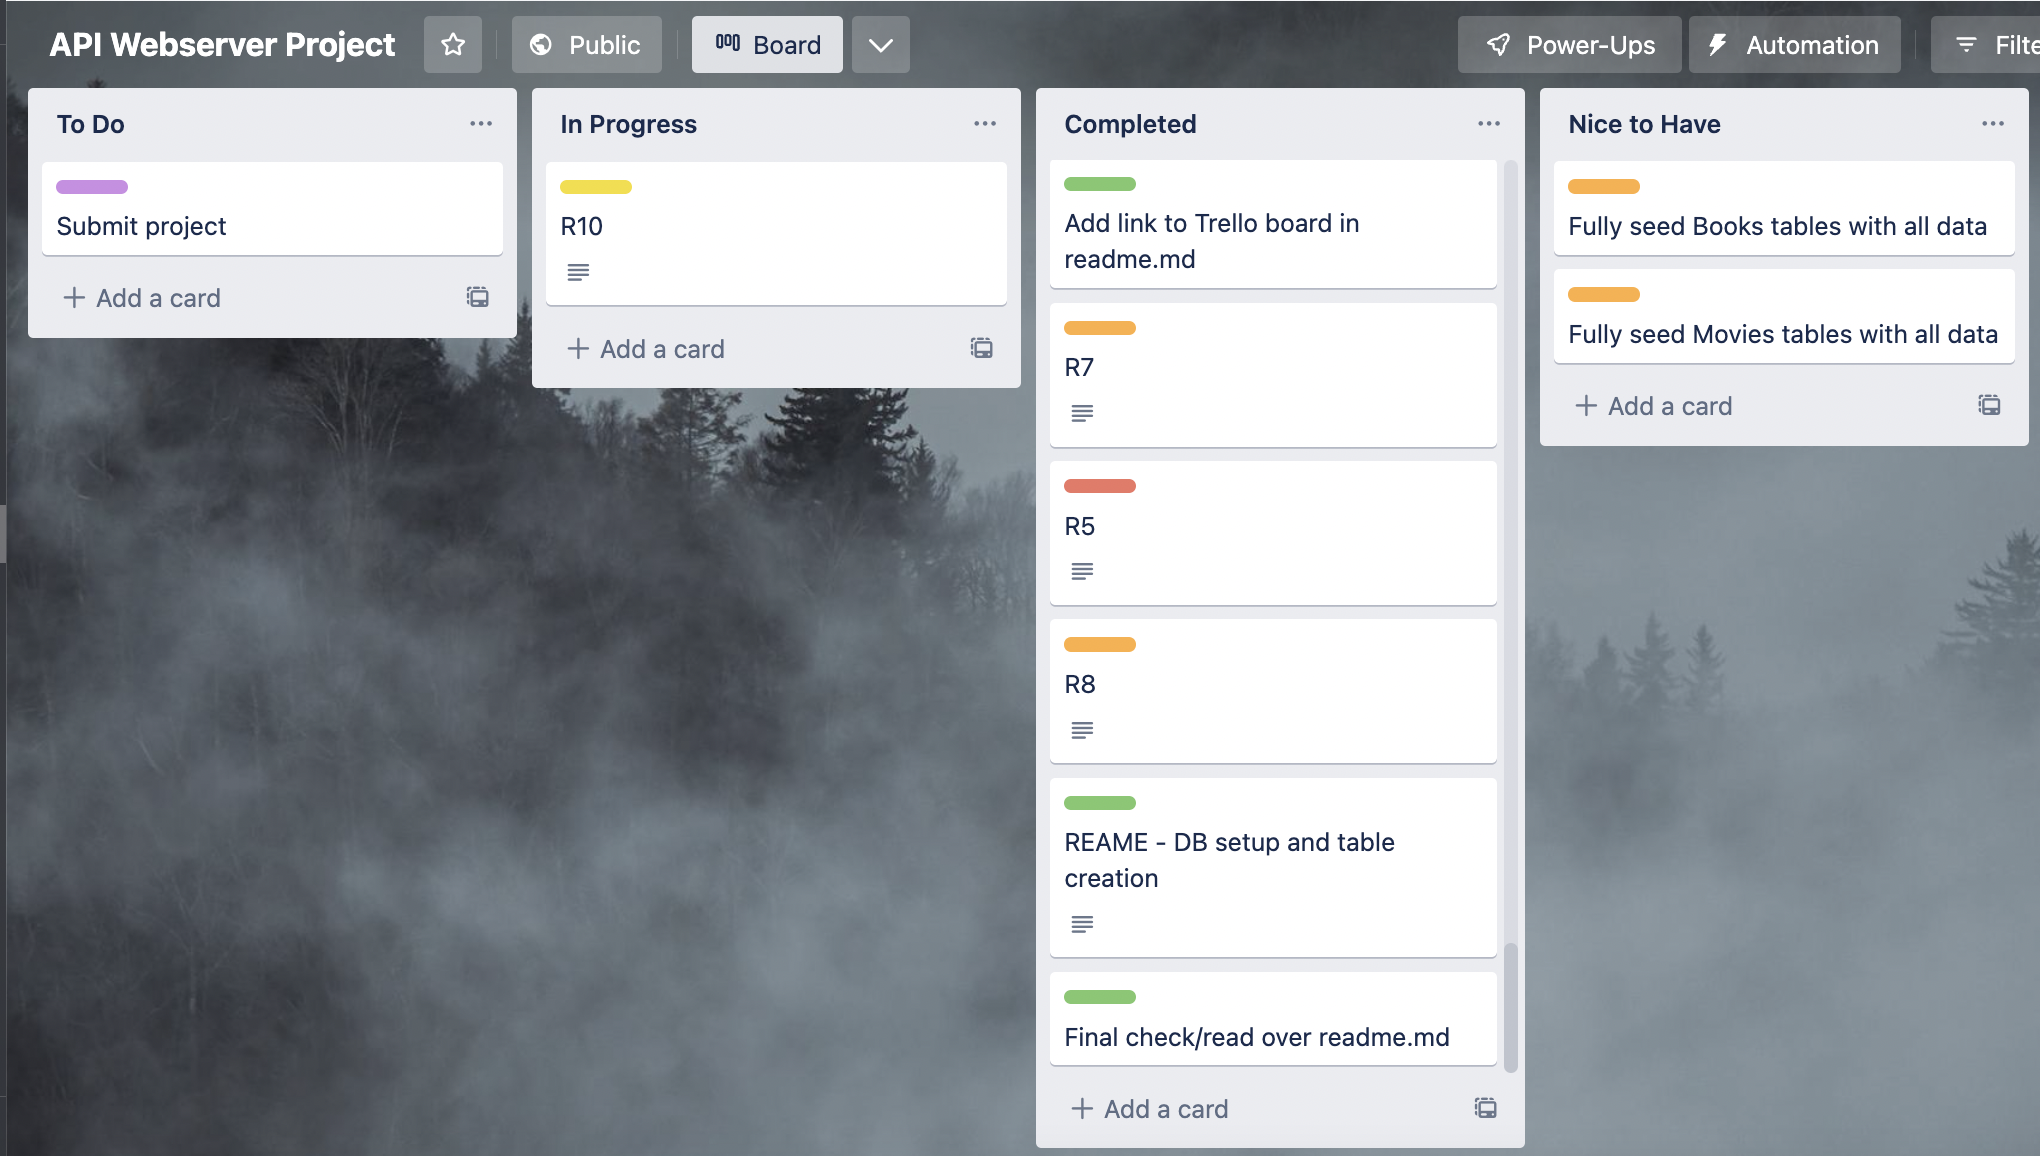 API Webserver Project
Public
Board
Power-Ups
Automation
Filte
To Do
Submit project
Add a card
In Progress
R10
Add a card
Completed
Add link to Trello board in
readme.md
R7
R5
R8
REAME - DB setup and table
creation
Final check/read over readme.md
Add a card
Nice to Have
Fully seed Books tables with all data
Fully seed Movies tables with all data
Add a card